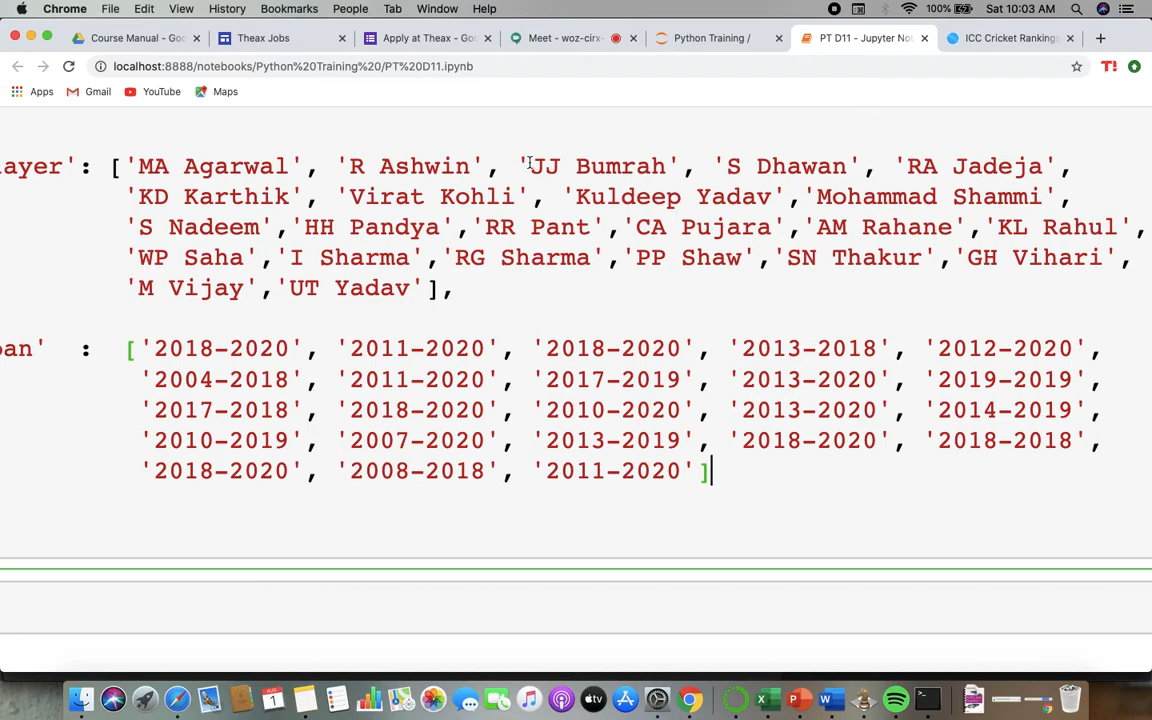 Chrome File Edit View History Bookmarks People Tab Window Help 100% Sat 10:03 AM
Course Manual - Goo Theax Jobs Apply at Theax - Goo Meet - woz-cirx- Python Training / PT D11 - Jupyter Not ICC Cricket Rankings
localhost:8888/notebooks/Python%20Training%20/PT%20D11.ipynb
Apps Gmail YouTube Maps
layer': ['MA Agarwal', 'R Ashwin', 'JJ Bumrah', 'S Dhawan', 'RA Jadeja',
'KD Karthik', 'Virat Kohli', 'Kuldeep Yadav','Mohammad Shammi',
'S Nadeem','HH Pandya','RR Pant','CA Pujara','AM Rahane','KL Rahul',
'WP Saha','I Sharma','RG Sharma','PP Shaw','SN Thakur','GH Vihari',
'M Vijay','UT Yadav'],
pan' : ['2018-2020', '2011-2020', '2018-2020', '2013-2018', '2012-2020',
'2004-2018', '2011-2020', '2017-2019', '2013-2020', '2019-2019',
'2017-2018', '2018-2020', '2010-2020', '2013-2020', '2014-2019',
'2010-2019', '2007-2020', '2013-2019', '2018-2020', '2018-2018',
'2018-2020', '2008-2018', '2011-2020']